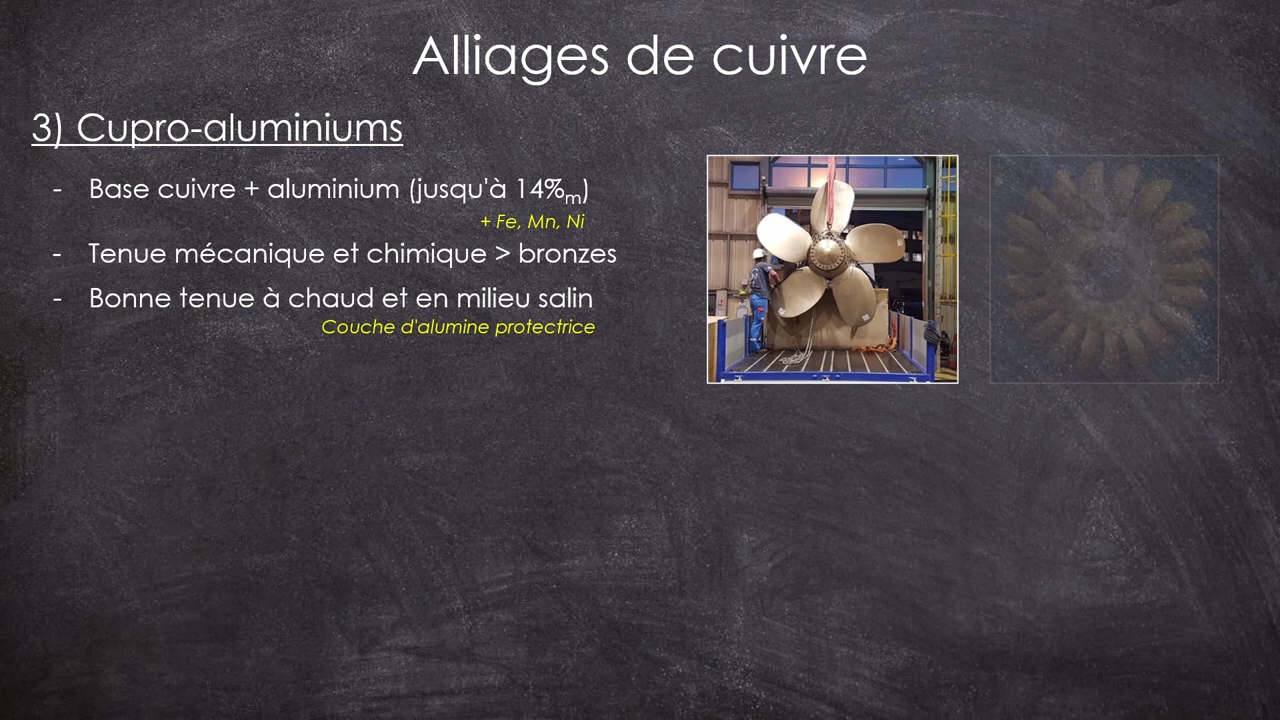 Alliages de cuivre
3) Cupro-aluminiums
- Base cuivre + aluminium (jusqu'à 14%m)
+ Fe, Mn, Ni
- Tenue mécanique et chimique > bronzes
- Bonne tenue à chaud et en milieu salin
Couche d'alumine protectrice